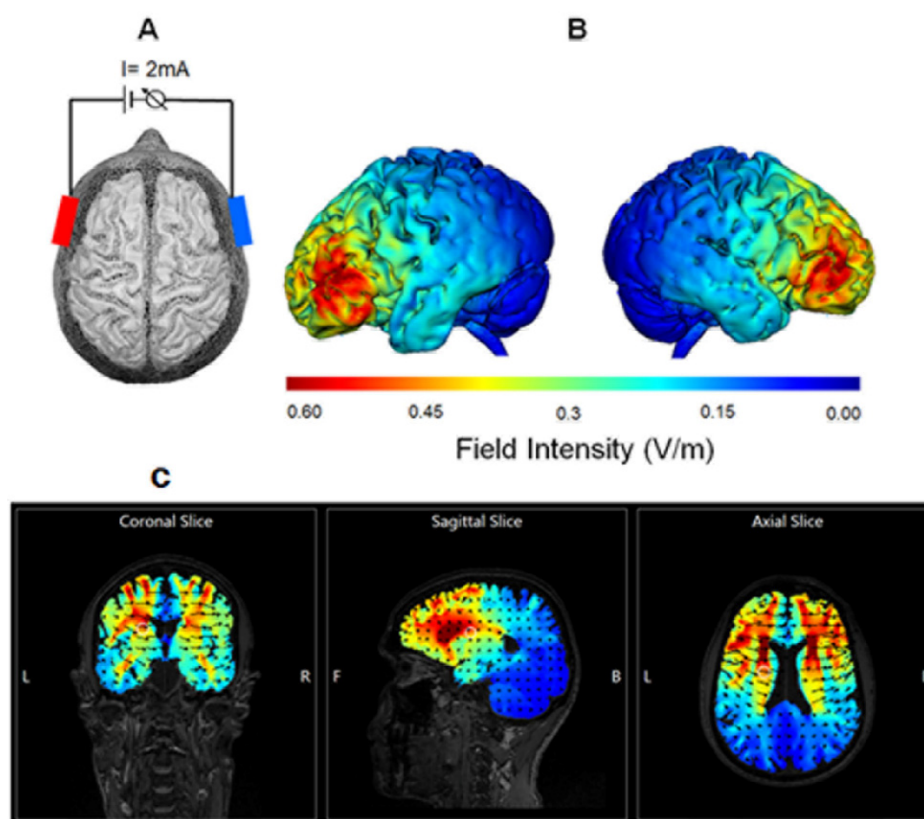 A
B
I= 2mA
0.60
0.45
0.3
0.15
0.00
Field Intensity (V/m)
C
Coronal Slice
Sagittal Slice
Axial Slice
L
R
F
B
L